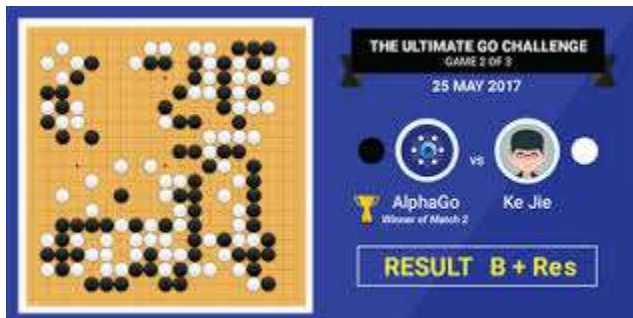 THE ULTIMATE GO CHALLENGE
GAME 2 OF 3
25 MAY 2017
VS
AlphaGo
Winner of Match 2
Ke Jie
RESULT B + Res